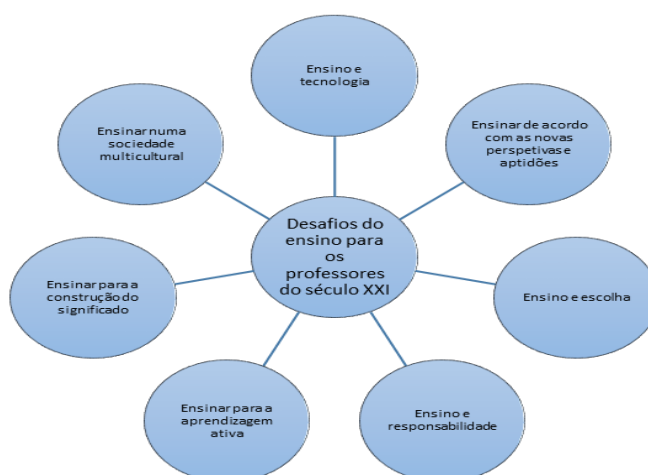 Ensino e
tecnologia
Ensinar numa
sociedade
multicultural
Ensinar de acordo
com as novas
perspetivas e
aptidões
Desafios do
ensino para
os
professores
do século XXI
Ensinar para a
construção do
significado
Ensino e escolha
Ensinar para a
aprendizagem
ativa
Ensino e
responsabilidade